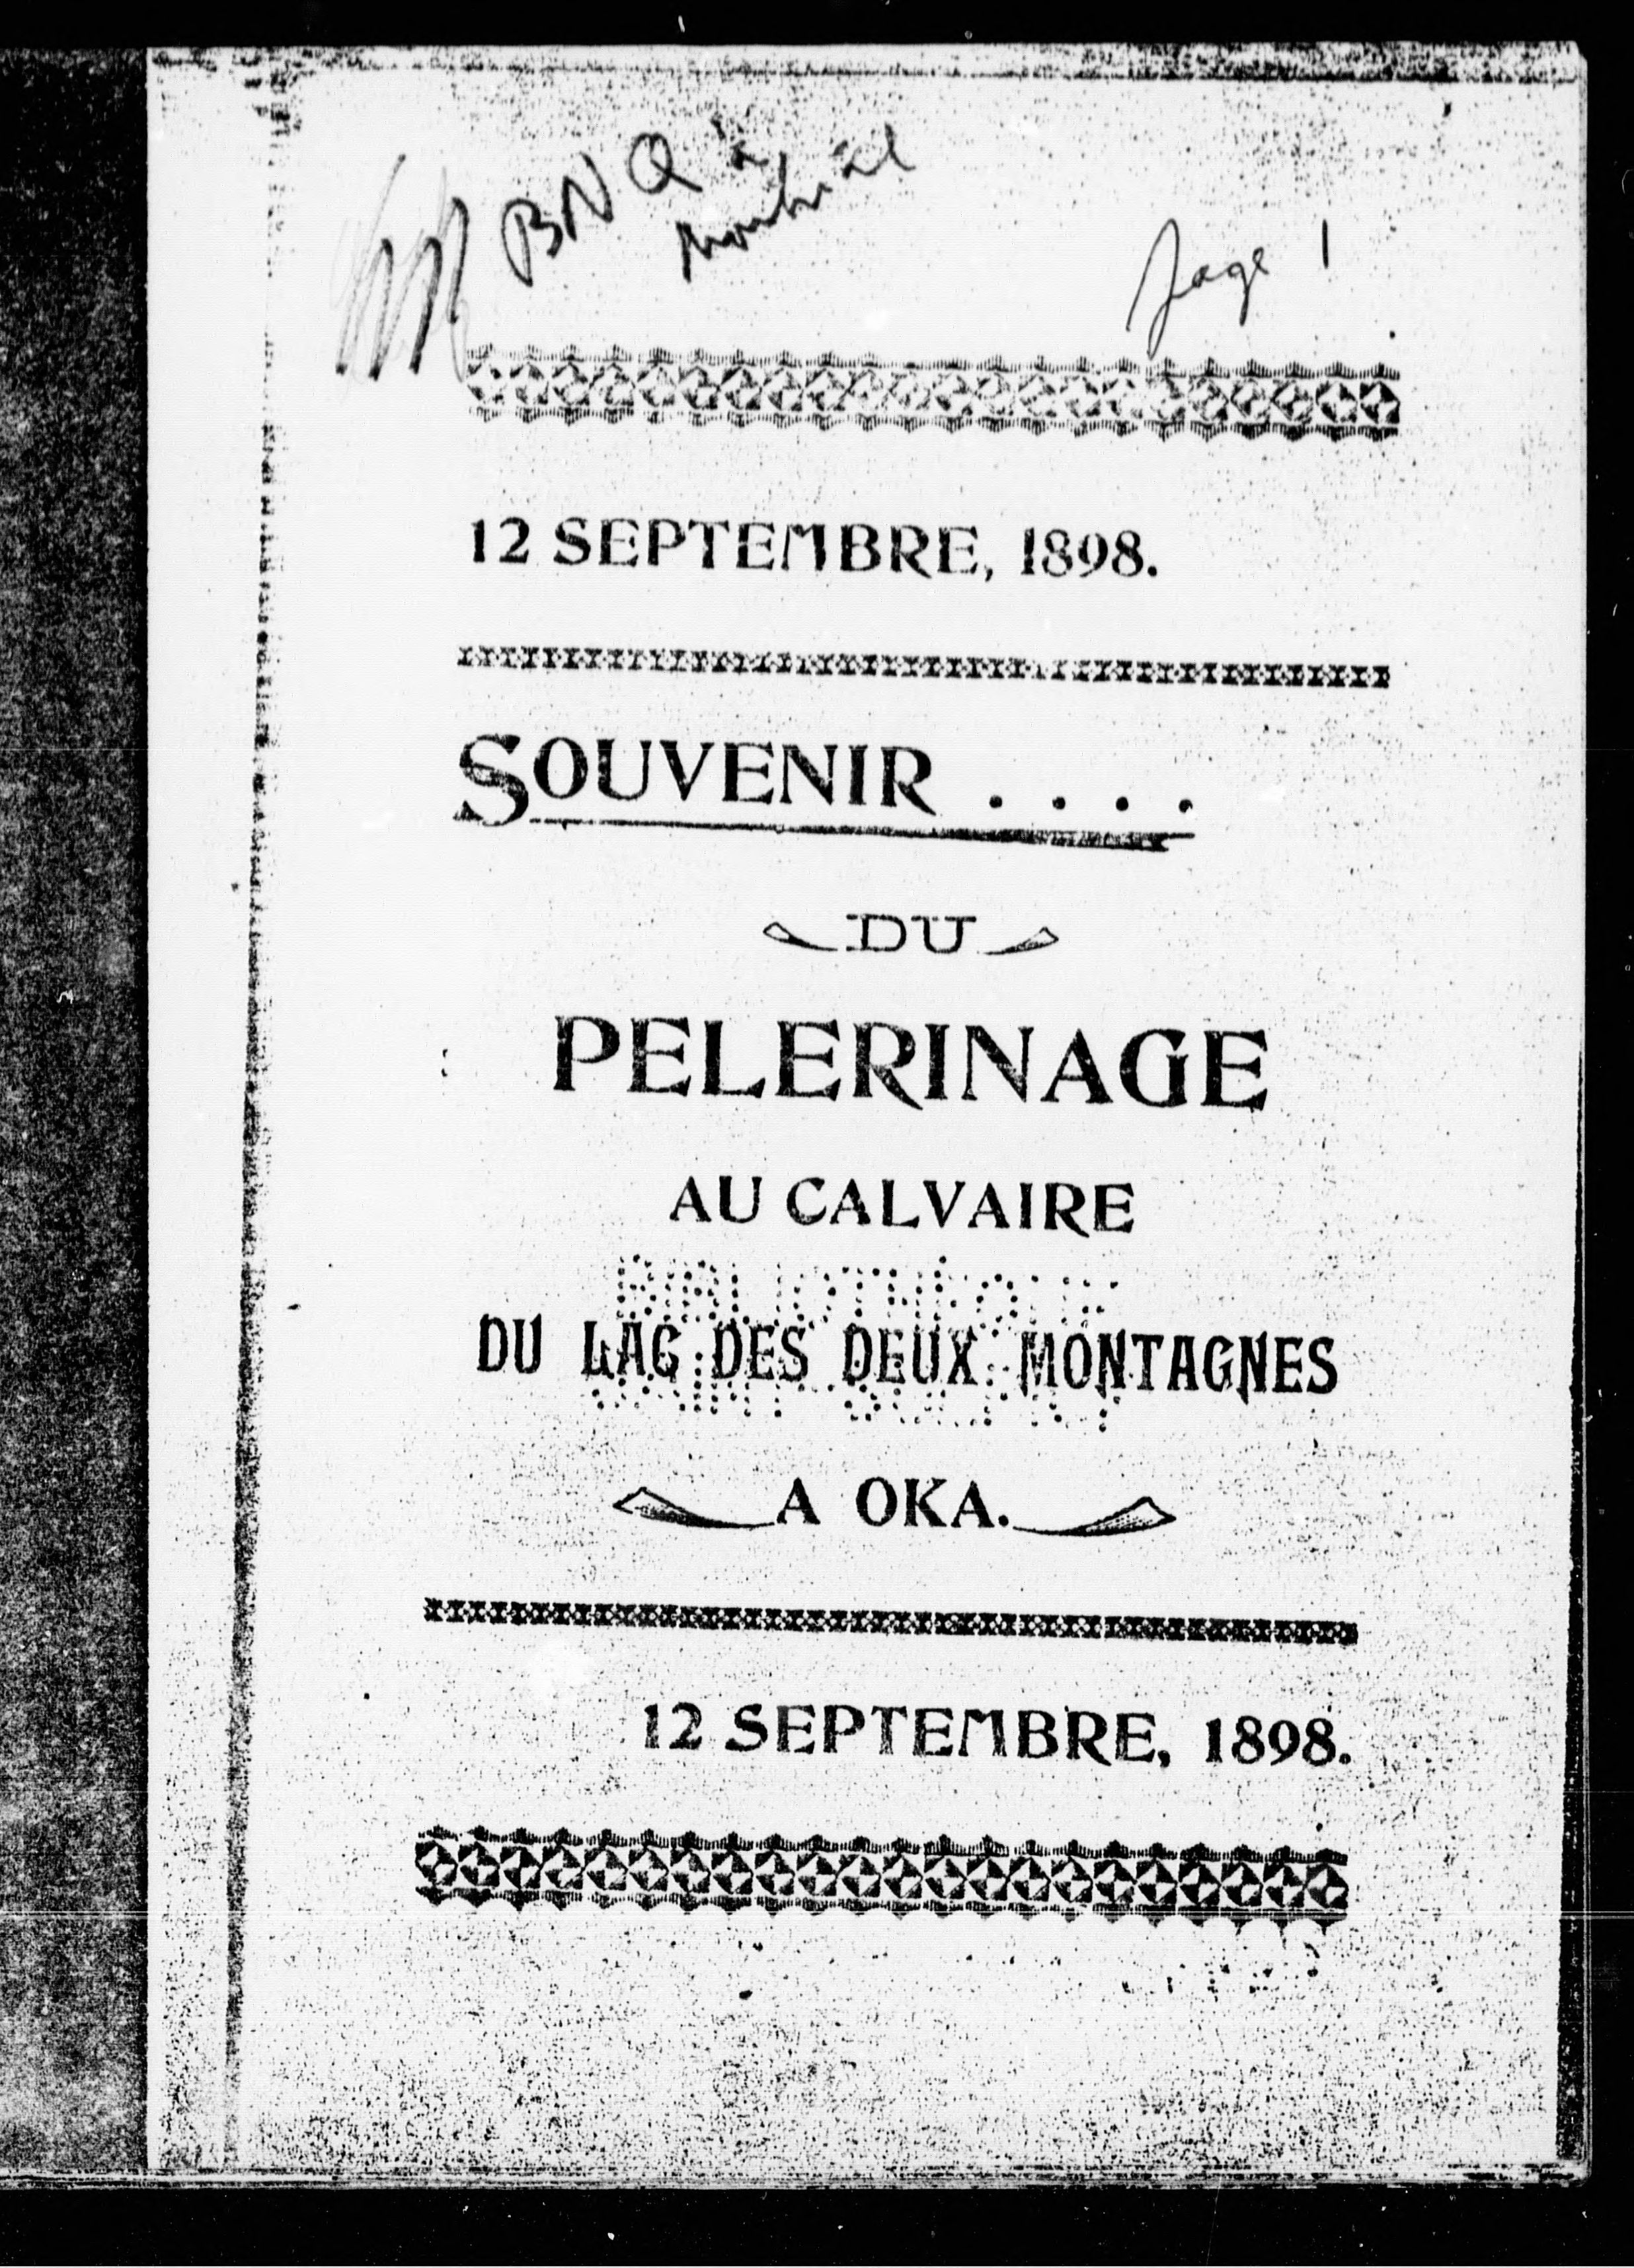 BNQ à
Montréal
page 1
12 SEPTEMBRE, 1898.
SOUVENIR . . . .
DU
PELERINAGE
AU CALVAIRE
DU LAC DES DEUX MONTAGNES
A OKA.
12 SEPTEMBRE, 1898.